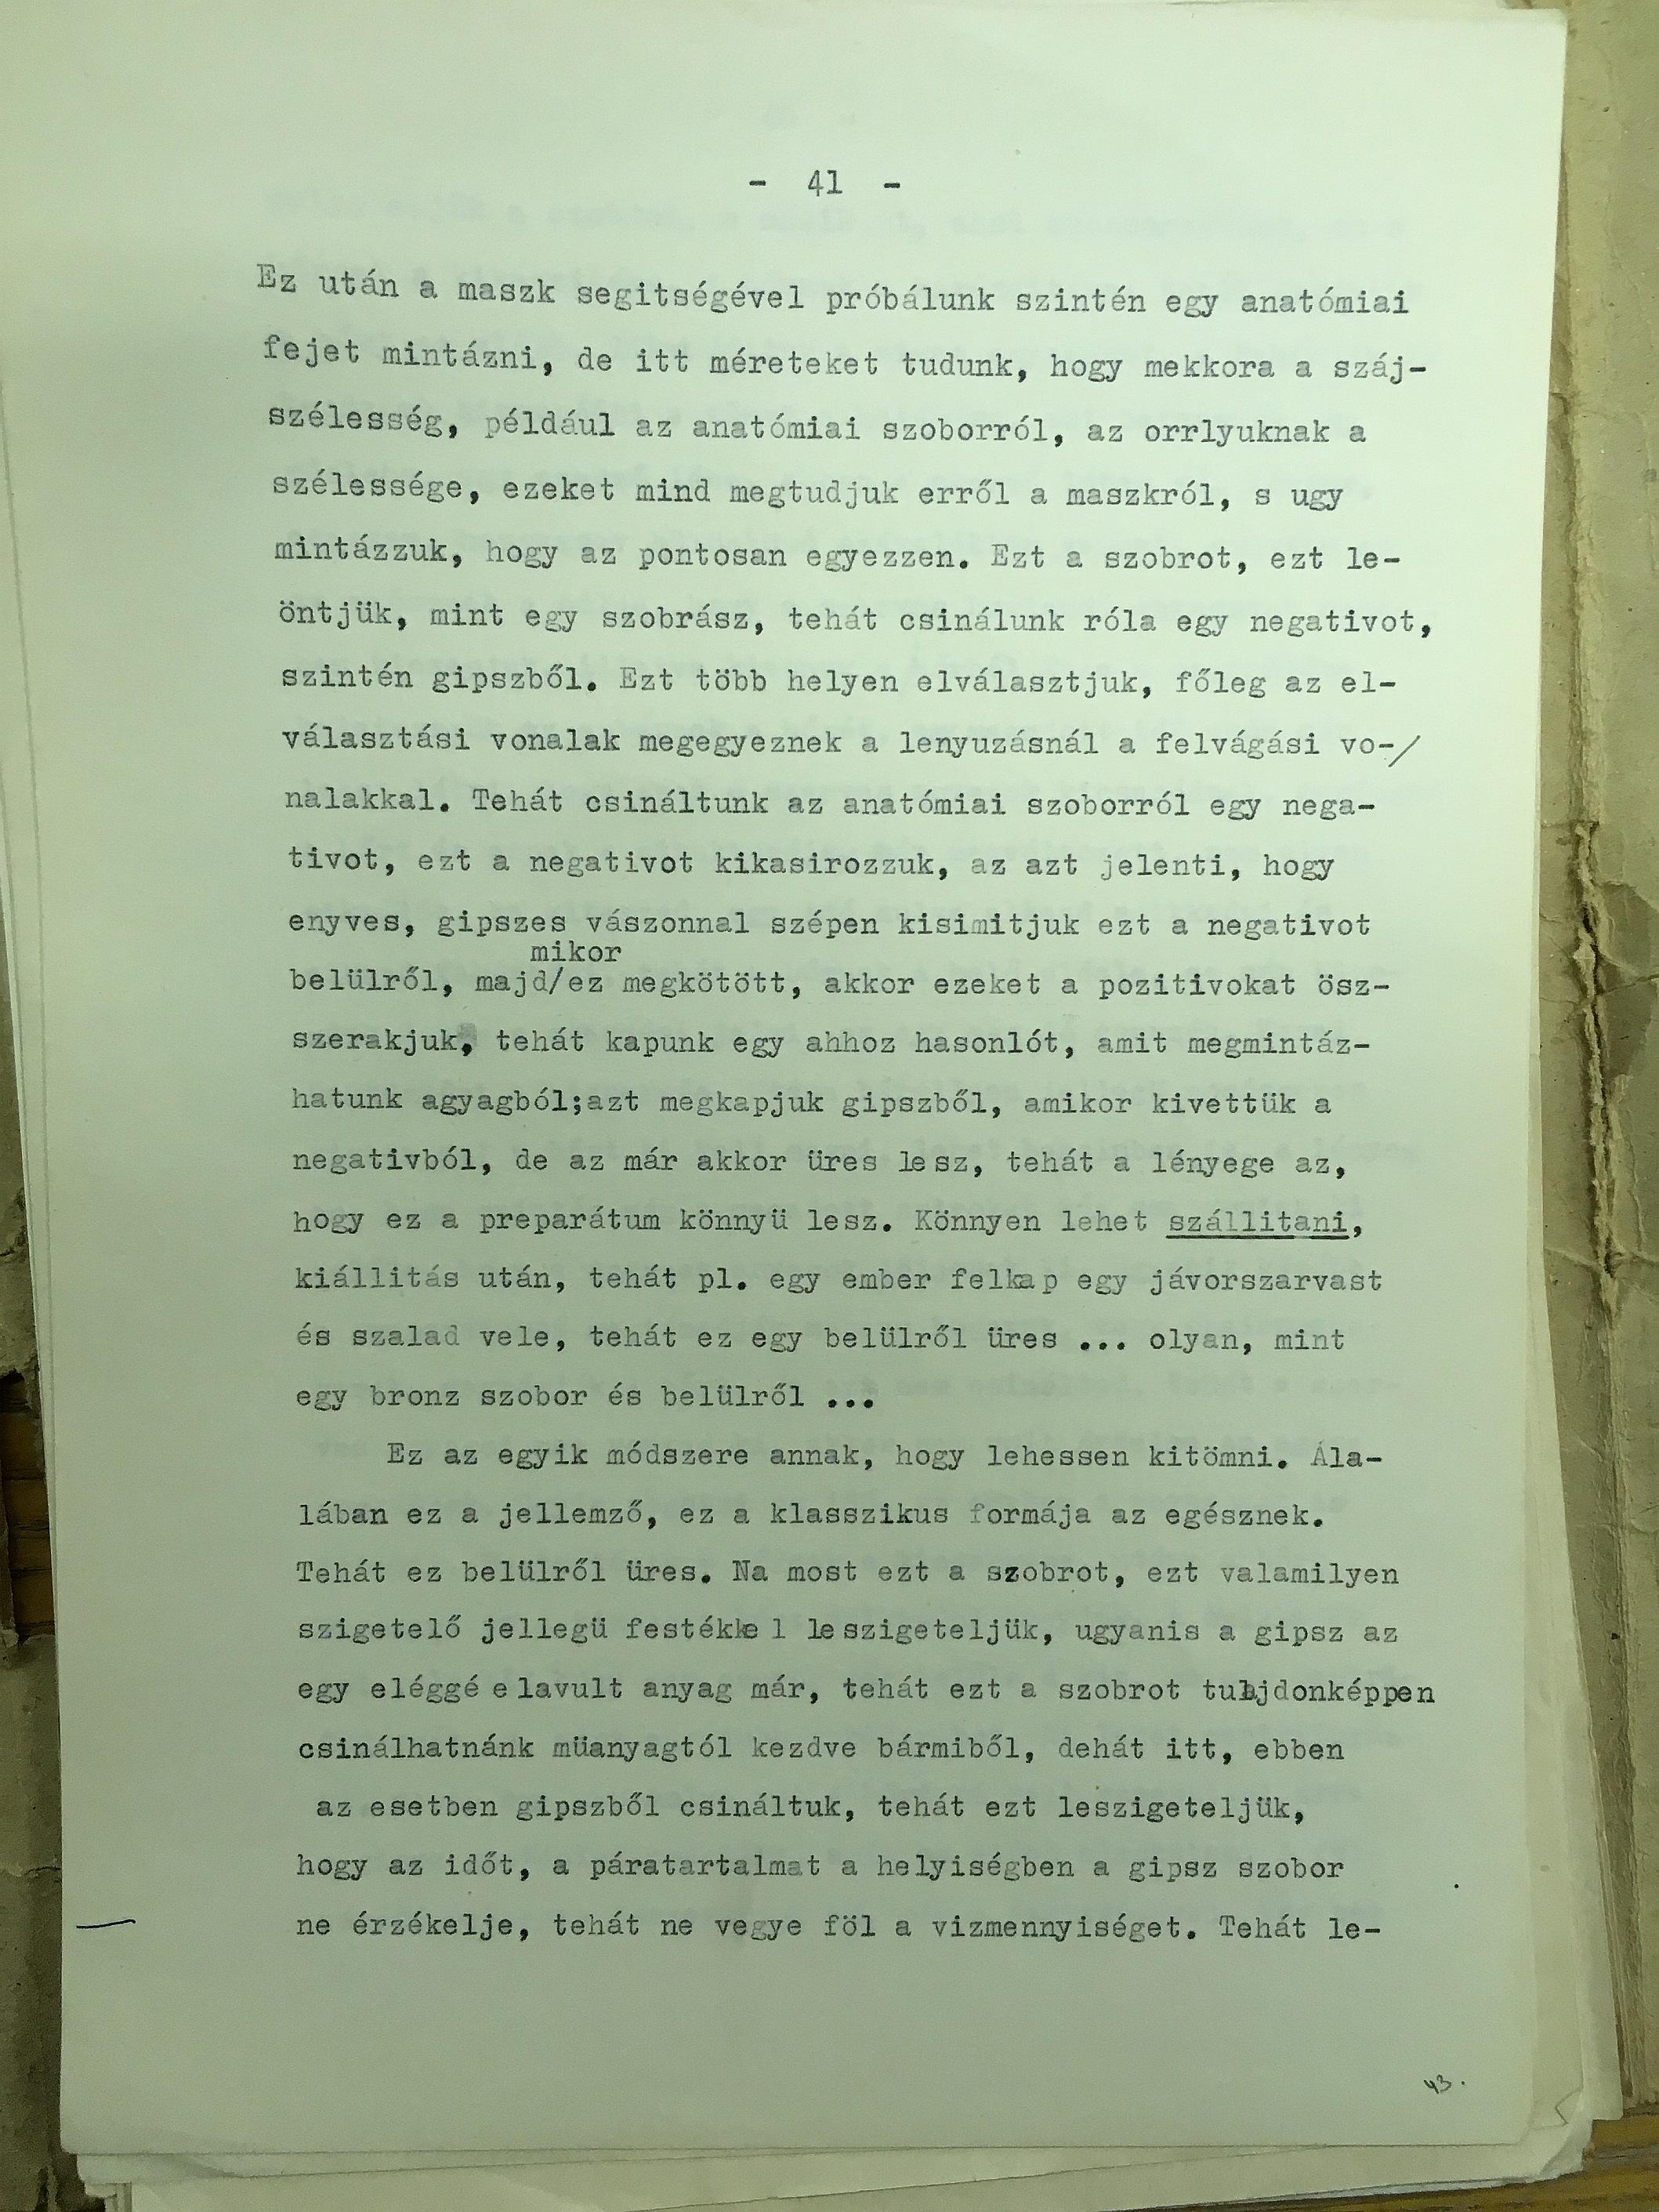 - 41 -
Ez után a maszk segitségével próbálunk szintén egy anatómiai
fejet mintázni, de itt méreteket tudunk, hogy mekkora a száj-
szélesség, például az anatómiai szoborról, az orrlyuknak a
szélessége, ezeket mind megtudjuk erről a maszkról, s ugy
mintázzuk, hogy az pontosan egyezzen. Ezt a szobrot, ezt le-
öntjük, mint egy szobrász, tehát csinálunk róla egy negativot,
szintén gipszből. Ezt több helyen elválasztjuk, főleg az el-
választási vonalak megegyeznek a lenyuzásnál a felvágási vo-/
nalakkal. Tehát csináltunk az anatómiai szoborról egy nega-
tivot, ezt a negativot kikasirozzuk, az azt jelenti, hogy
enyves, gipszes vászonnal szépen kisimitjuk ezt a negativot
mikor
belülről, majd/ez megkötött, akkor ezeket a pozitivokat ösz-
szerakjuk, tehát kapunk egy ahhoz hasonlót, amit megmintáz-
hatunk agyagból;azt megkapjuk gipszből, amikor kivettük a
negativból, de az már akkor üres lesz, tehát a lényege az,
hogy ez a preparátum könnyü lesz. Könnyen lehet szállitani,
kiállitás után, tehát pl. egy ember felkap egy jávorszarvast
és szalad vele, tehát ez egy belülről üres ... olyan, mint
egy bronz szobor és belülről ...
Ez az egyik módszere annak, hogy lehessen kitömni. Ála-
lában ez a jellemző, ez a klasszikus formája az egésznek.
Tehát ez belülről üres. Na most ezt a szobrot, ezt valamilyen
szigetelő jellegü festékkel leszigeteljük, ugyanis a gipsz az
egy eléggé elavult anyag már, tehát ezt a szobrot tulajdonképpen
csinálhatnánk müanyagtól kezdve bármiből, dehát itt, ebben
az esetben gipszből csináltuk, tehát ezt leszigeteljük,
hogy az időt, a páratartalmat a helyiségben a gipsz szobor
ne érzékelje, tehát ne vegye föl a vizmennyiséget. Tehát le-
43.